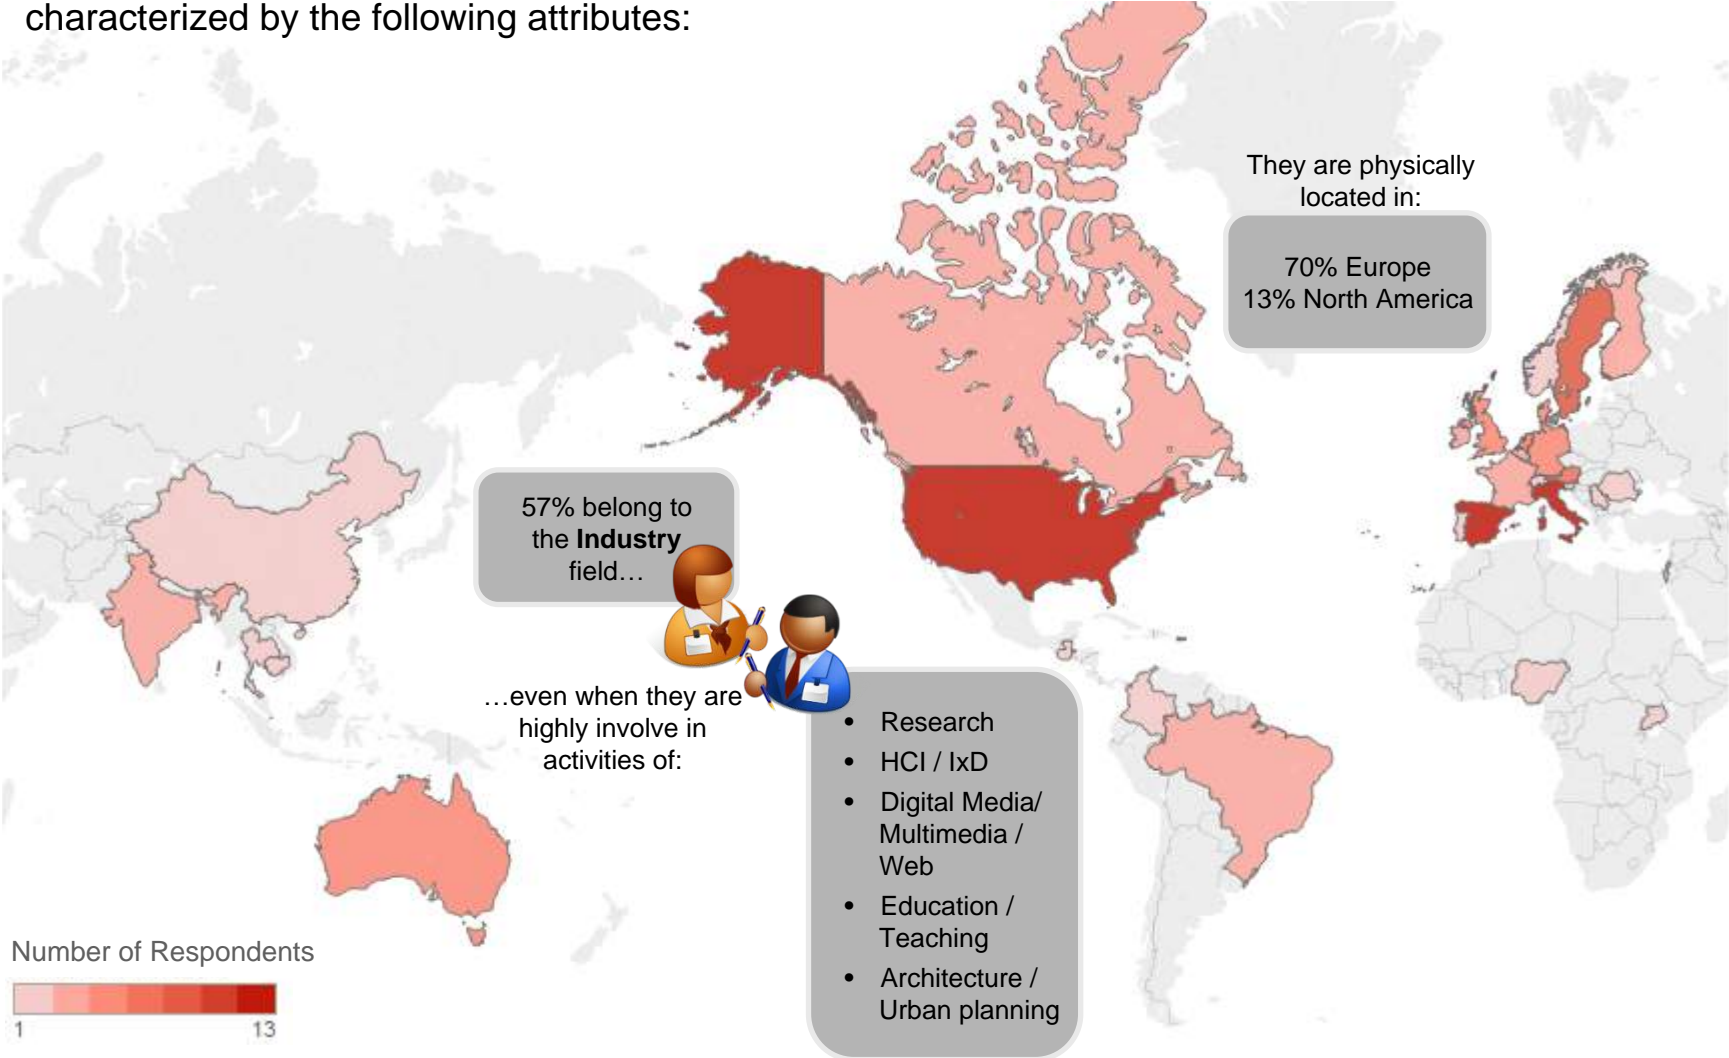 characterized by the following attributes:
They are physically
located in:
70% Europe
13% North America
57% belong to
the Industry
field…
…even when they are
highly involve in
activities of:
• Research
• HCI / IxD
• Digital Media/
Multimedia /
Web
• Education /
Teaching
• Architecture /
Urban planning
Number of Respondents
1 13